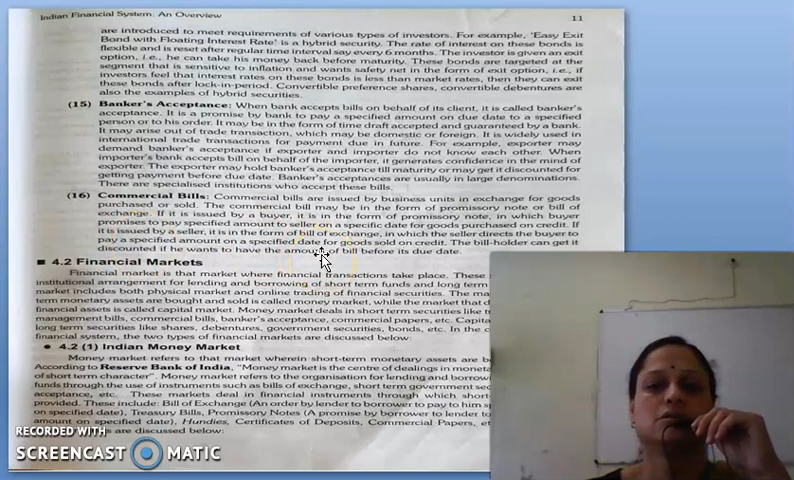 Indian Financial System: An Overview 11
are introduced to meet requirements of various types of investors. For example, 'Easy Exit
Bond with Floating Interest Rate' is a hybrid security. The rate of interest on these bonds is
flexible and is reset after regular time interval say every 6 months. The investor is given an exit
option, i.e., he can take his money back before maturity. These bonds are targeted at the
segment that is sensitive to inflation and wants safety net in the form of exit option, i.e., if
investors feel that interest rates on these bonds is less than market rates, then they can exit
these bonds after lock-in-period. Convertible preference shares, convertible debentures are
also the examples of hybrid securities.
(15) Banker's Acceptance: When bank accepts bills on behalf of its client, it is called banker's
acceptance. It is a promise by bank to pay a specified amount on due date to a specified
person or to his order. It may be in the form of time draft accepted and guaranteed by a bank.
It may arise out of trade transaction, which may be domestic or foreign. It is widely used in
international trade transactions for payment due in future. For example, exporter may
demand banker's acceptance if exporter and importer do not know each other. When
importer's bank accepts bill on behalf of the importer, it generates confidence in the mind of
exporter. The exporter may hold banker's acceptance till maturity or may get it discounted for
getting payment before due date. Banker's acceptances are usually in large denominations.
There are specialised institutions who accept these bills.
(16) Commercial Bills: Commercial bills are issued by business units in exchange for goods
purchased or sold. The commercial bill may be in the form of promissory note or bill of
exchange. If it is issued by a buyer, it is in the form of promissory note, in which buyer
promises to pay specified amount to seller on a specific date for goods purchased on credit. If
it is issued by a seller, it is in the form of bill of exchange, in which the seller directs the buyer to
pay a specified amount on a specified date for goods sold on credit. The bill-holder can get it
discounted if he wants to have the amount of bill before its due date.
■ 4.2 Financial Markets
Financial market is that market where financial transactions take place. These
institutional arrangement for lending and borrowing of short term funds and long term
market includes both physical market and online trading of financial securities. The
term monetary assets are bought and sold is called money market, while the market that
financial assets is called capital market. Money market deals in short term securities like
management bills, commercial bills, banker's acceptance, commercial papers, etc.
long term securities like shares, debentures, government securities, bonds, etc. In the
financial system, the two types of financial markets are discussed below:
● 4.2 (1) Indian Money Market
Money market refers to that market wherein short-term monetary assets are
According to Reserve Bank of India, "Money market is the centre of dealings in
of short term character". Money market refers to the organisation for lending and
funds through the use of instruments such as bills of exchange, short term government
acceptance, etc. These markets deal in financial instruments through which
provided. These include: Bill of Exchange (An order by lender to borrower to pay to him
on specified date), Treasury Bills, Promissory Notes (A promise by borrower to lender to
amount on specified date), Hundies, Certificates of Deposits, Commercial Papers,
are discussed below:
RECORDED WITH
SCREENCAST MATIC